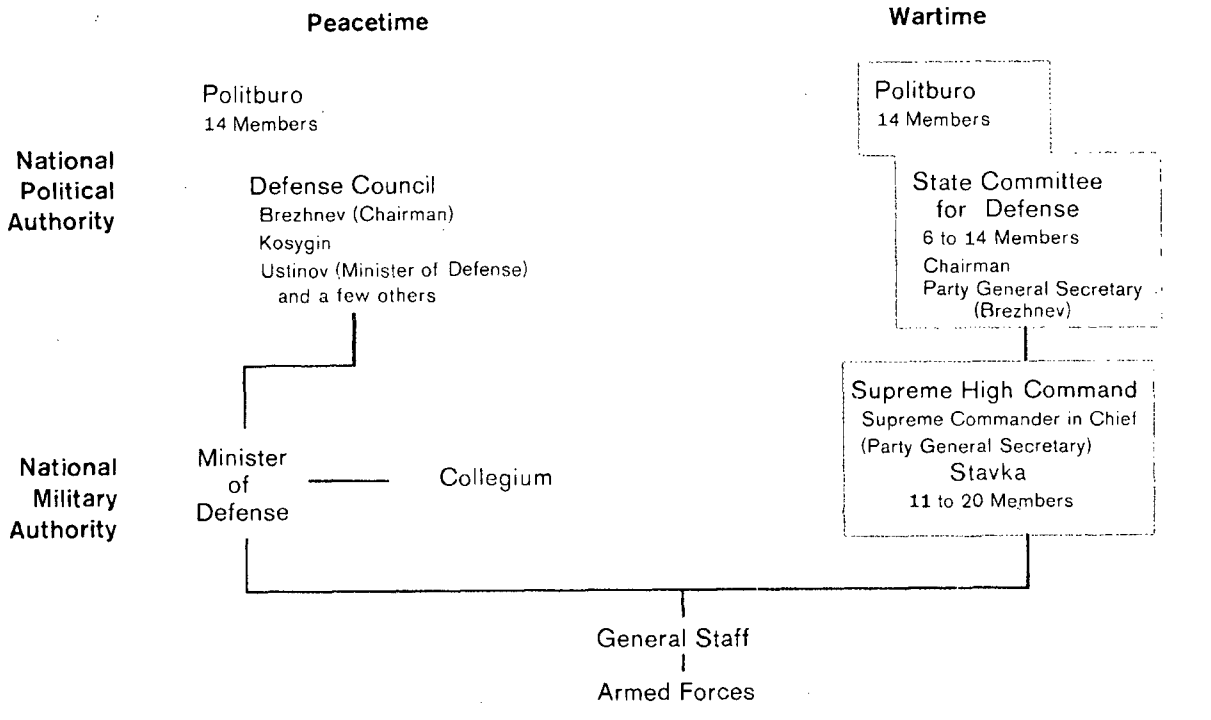 Peacetime
Wartime
National
Political
Authority
Politburo
14 Members
Defense Council
Brezhnev (Chairman)
Kosygin
Ustinov (Minister of Defense)
and a few others
Politburo
14 Members
State Committee
for Defense
6 to 14 Members
Chairman
Party General Secretary
(Brezhnev)
National
Military
Authority
Minister
of
Defense
Collegium
Supreme High Command
Supreme Commander in Chief
(Party General Secretary)
Stavka
11 to 20 Members
General Staff
Armed Forces